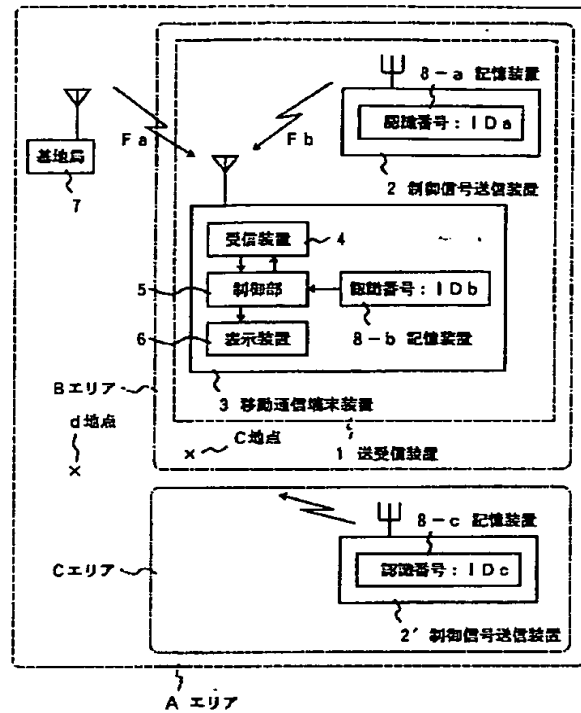 8-a 記憶装置
認識番号：IDa
2 制御信号送信装置
Fa
Fb
基地局
7
受信装置
4
5
制御部
認識番号：IDb
8-b 記憶装置
6
表示装置
3 移動通信端末装置
Bエリア
d地点
×
× C地点
1 送受信装置
8-c 記憶装置
認識番号：IDc
Cエリア
2' 制御信号送信装置
A エリア